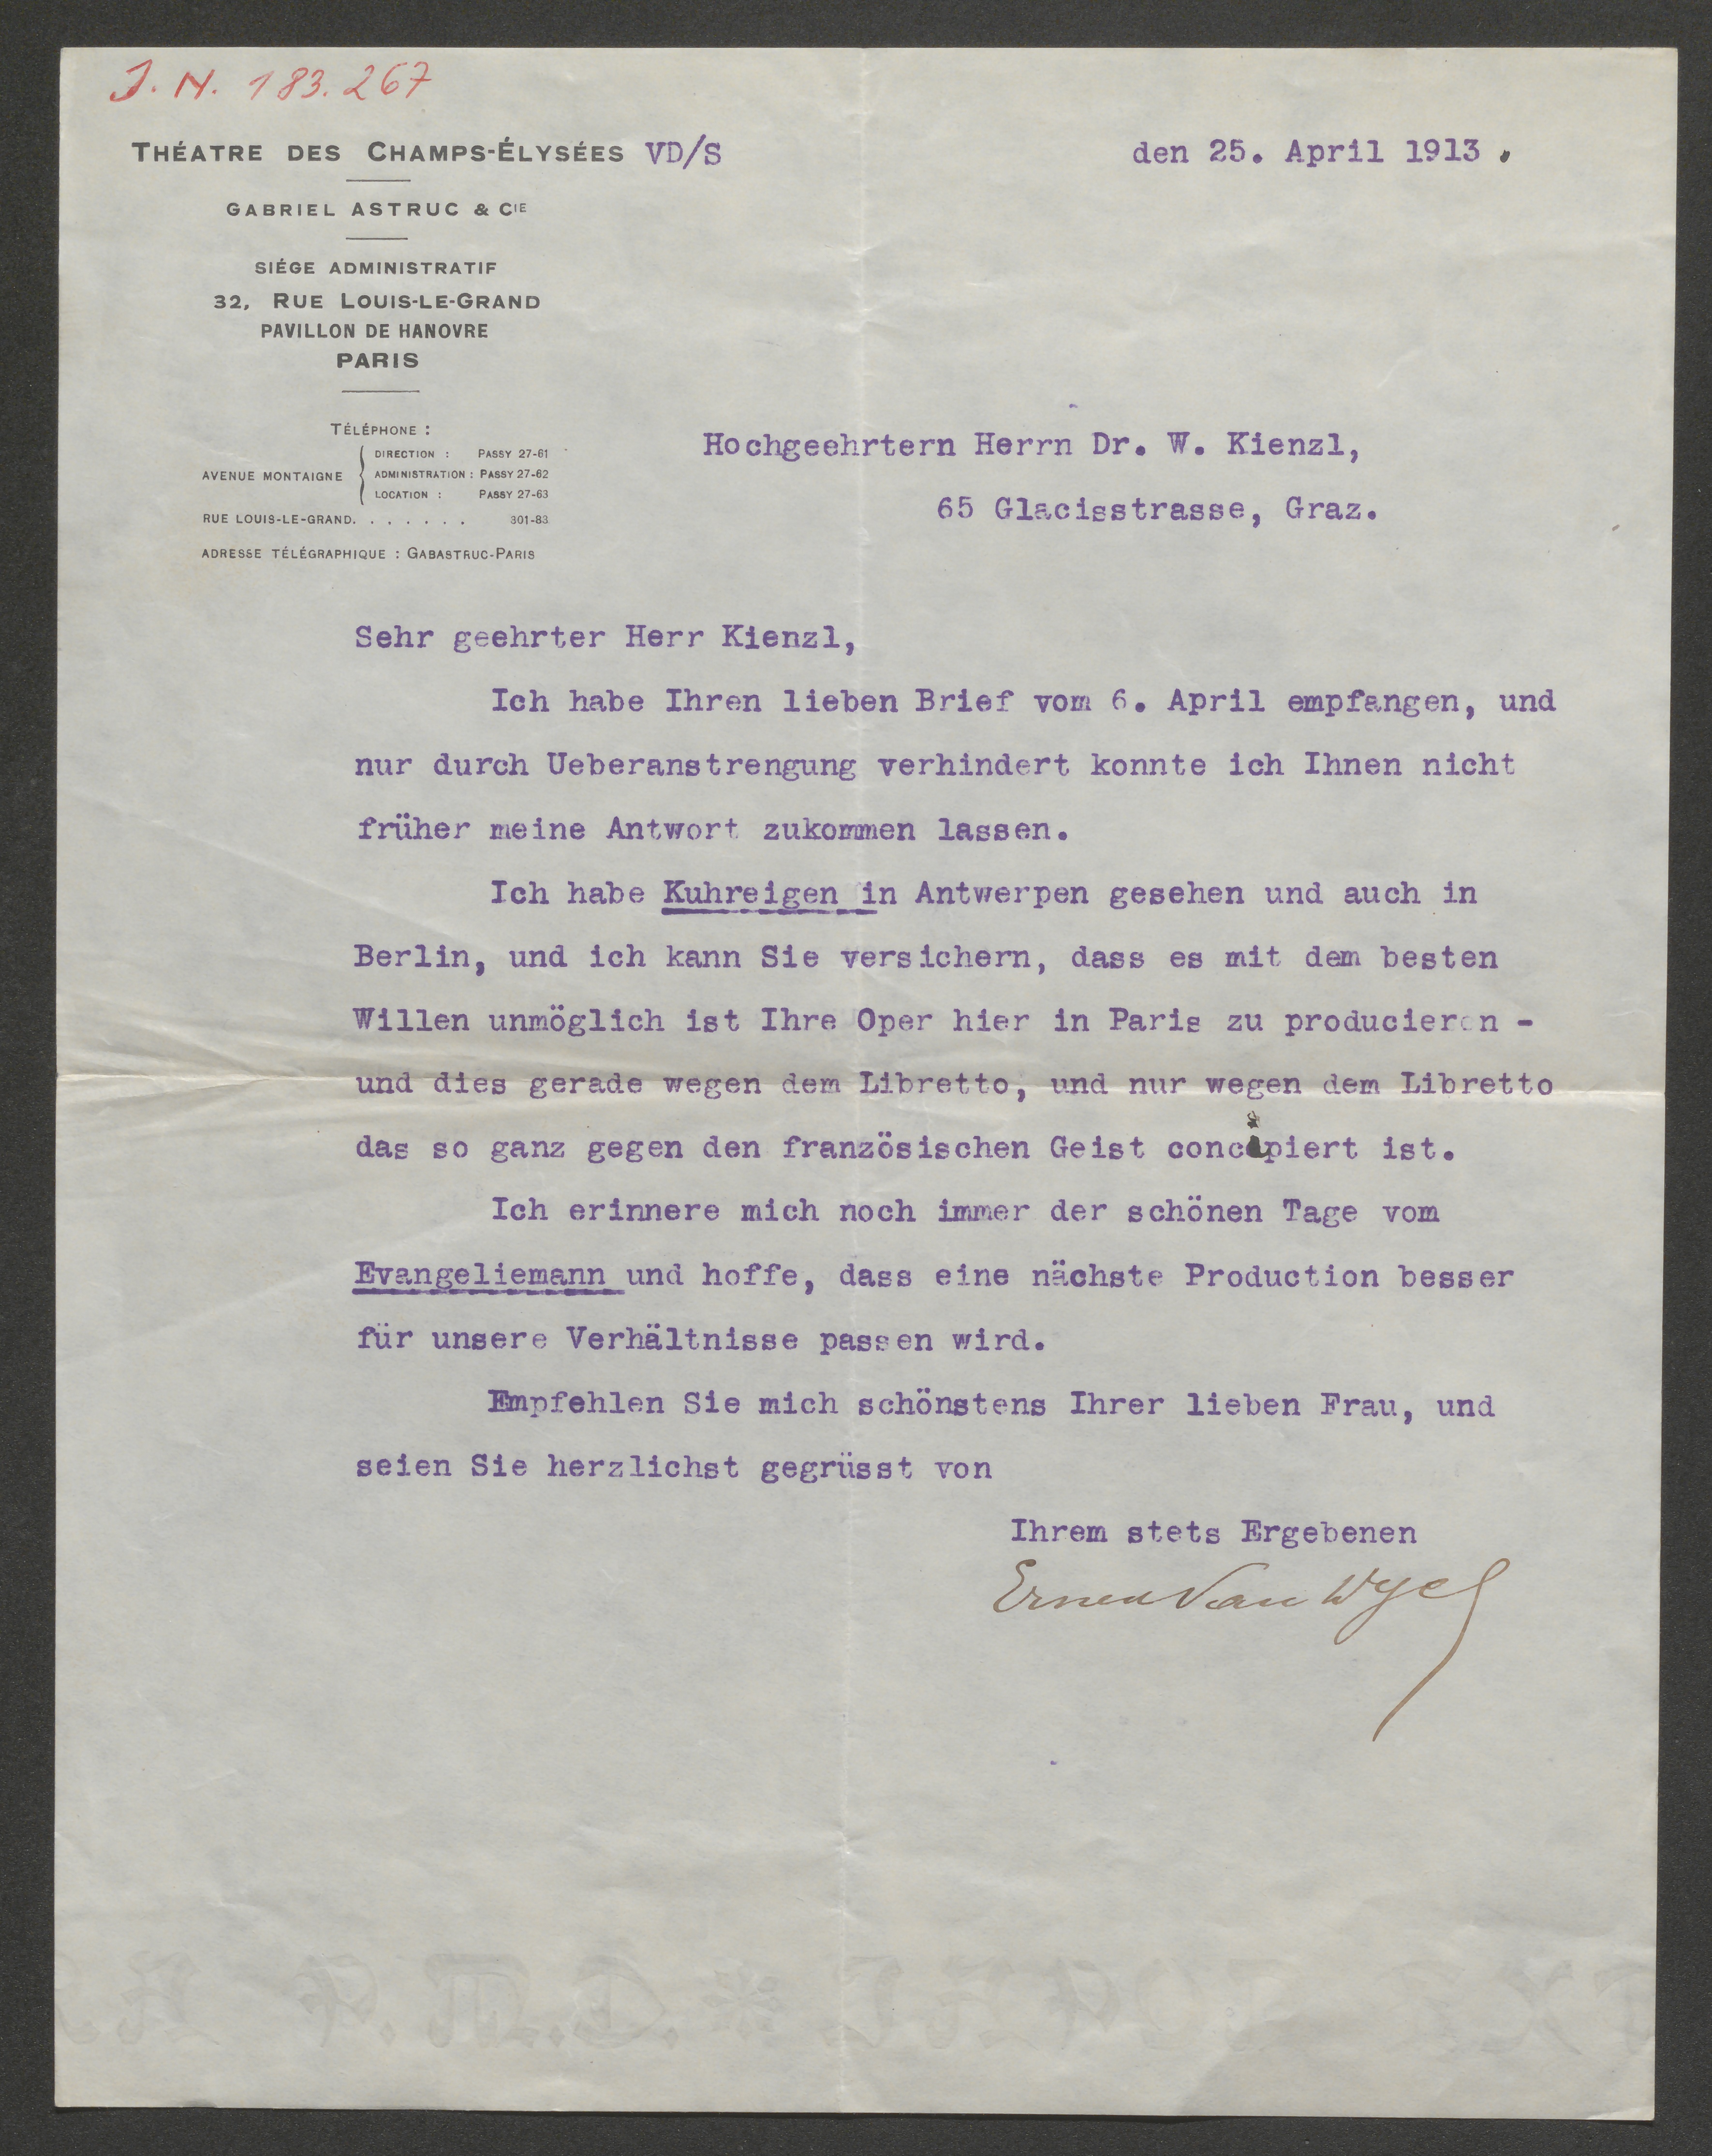 J.N. 183.267
THÉATRE DES CHAMPS-ÉLYSÉES VD/S
den 25. April 1913.
GABRIEL ASTRUC & CIE
SIÉGE ADMINISTRATIF
32, RUE LOUIS-LE-GRAND
PAVILLON DE HANOVRE
PARIS
TÉLÉPHONE :
AVENUE MONTAIGNE
DIRECTION : PASSY 27-61
ADMINISTRATION : PASSY 27-62
LOCATION : PASSY 27-63
RUE LOUIS-LE-GRAND. . . . . . . 301-83
ADRESSE TÉLÉGRAPHIQUE : GABASTRUC-PARIS
Hochgeehrtern Herrn Dr. W. Kienzl,
65 Glacisstrasse, Graz.
Sehr geehrter Herr Kienzl,
Ich habe Ihren lieben Brief vom 6. April empfangen, und
nur durch Ueberanstrengung verhindert konnte ich Ihnen nicht
früher meine Antwort zukommen lassen.
Ich habe Kuhreigen in Antwerpen gesehen und auch in
Berlin, und ich kann Sie versichern, dass es mit dem besten
Willen unmöglich ist Ihre Oper hier in Paris zu producieren -
und dies gerade wegen dem Libretto, und nur wegen dem Libretto
das so ganz gegen den französischen Geist concipiert ist.
Ich erinnere mich noch immer der schönen Tage vom
Evangeliemann und hoffe, dass eine nächste Production besser
für unsere Verhältnisse passen wird.
Empfehlen Sie mich schönstens Ihrer lieben Frau, und
seien Sie herzlichst gegrüsst von
Ihrem stets Ergebenen
Van